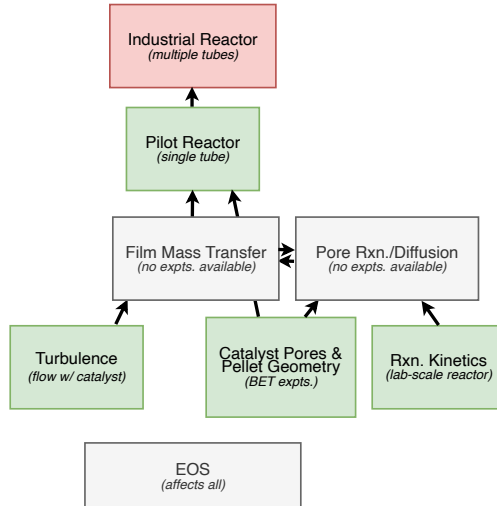 Industrial Reactor
(multiple tubes)
Pilot Reactor
(single tube)
Film Mass Transfer
(no expts. available)
Pore Rxn./Diffusion
(no expts. available)
Turbulence
(flow w/ catalyst)
Catalyst Pores &
Pellet Geometry
(BET expts.)
Rxn. Kinetics
(lab-scale reactor)
EOS
(affects all)